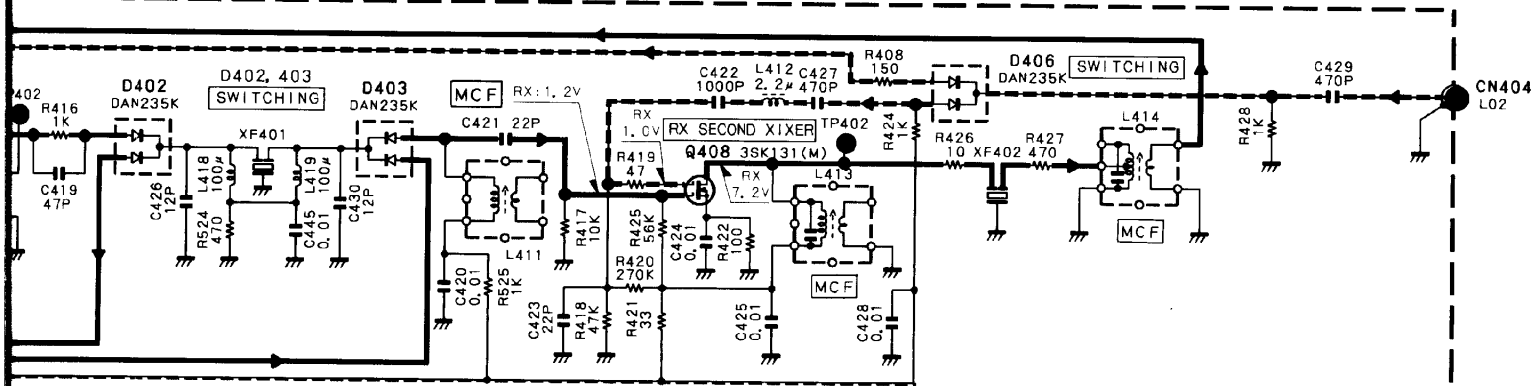 D402
DAN235K
D402, 403
SWITCHING
D403
DAN235K
MCF
RX:1.2V
C422
1000P
L412
2.2μ
C427
470P
R408
150
D406
DAN235K
SWITCHING
C429
470P
CN404
L02
402
R416
1K
C419
47P
XF401
C426
12P
L418
100μ
R524
470
L419
100μ
C445
0.01
C430
12P
C421 22P
RX
1.0V
RX SECOND XIXER
TP402
Q408 3SK131(M)
R419
47
RX
7.2V
L413
R424
1K
R426
10
XF402
R427
470
L414
R428
1K
L411
R417
10K
R425
56K
C424
0.01
R422
100
MCF
MCF
C420
0.01
R525
1K
R420
270K
C423
22P
R418
47K
R421
33
C425
0.01
C428
0.01